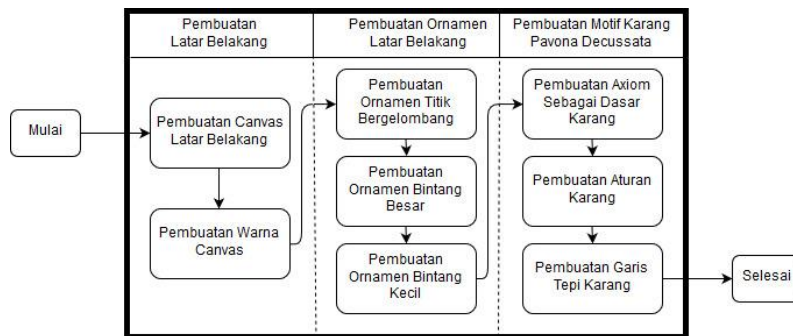 Pembuatan
Latar Belakang
Pembuatan Ornamen
Latar Belakang
Pembuatan Motif Karang
Pavona Decussata
Mulai
Pembuatan Canvas
Latar Belakang
Pembuatan Warna
Canvas
Pembuatan
Ornamen Titik
Bergelombang
Pembuatan
Ornamen Bintang
Besar
Pembuatan
Ornamen Bintang
Kecil
Pembuatan Axiom
Sebagai Dasar
Karang
Pembuatan Aturan
Karang
Pembuatan Garis
Tepi Karang
Selesai